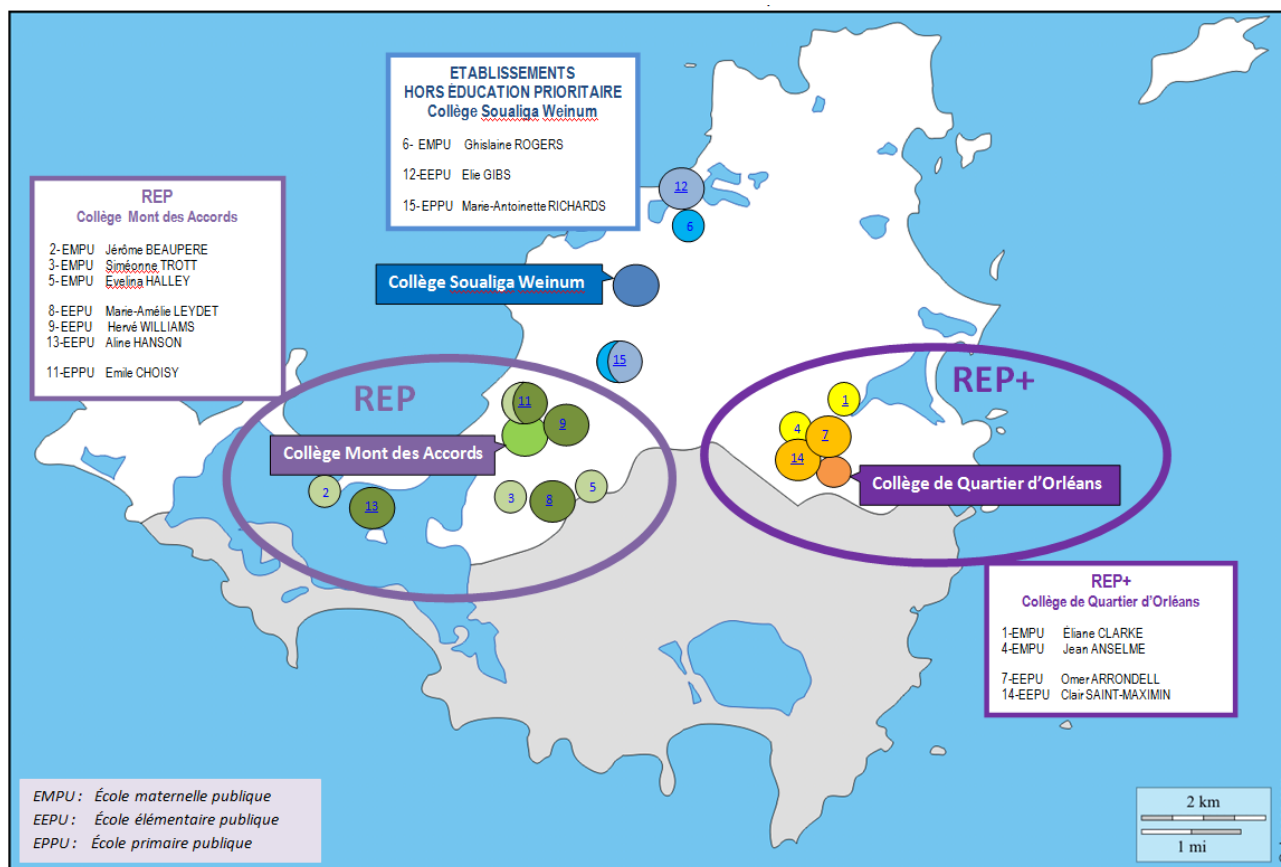 ETABLISSEMENTS
HORS ÉDUCATION PRIORITAIRE
Collège Soualiga Weinum
6- EMPU Ghislaine ROGERS
12-EEPU Elie GIBS
15-EPPU Marie-Antoinette RICHARDS
REP
Collège Mont des Accords
2-EMPU Jérôme BEAUPERE
3-EMPU Siméonne TROTT
5-EMPU Evelina HALLEY
8-EEPU Marie-Amélie LEYDET
9-EEPU Hervé WILLIAMS
13-EEPU Aline HANSON
11-EPPU Emile CHOISY
12
6
Collège Soualiga Weinum
15
REP
REP+
11
9
1
4
7
14
Collège Mont des Accords
Collège de Quartier d'Orléans
2
13
3
8
5
REP+
Collège de Quartier d'Orléans
1-EMPU Éliane CLARKE
4-EMPU Jean ANSELME
7-EEPU Omer ARRONDELL
14-EEPU Clair SAINT-MAXIMIN
EMPU : École maternelle publique
EEPU : École élémentaire publique
EPPU : École primaire publique
2 km
1 mi